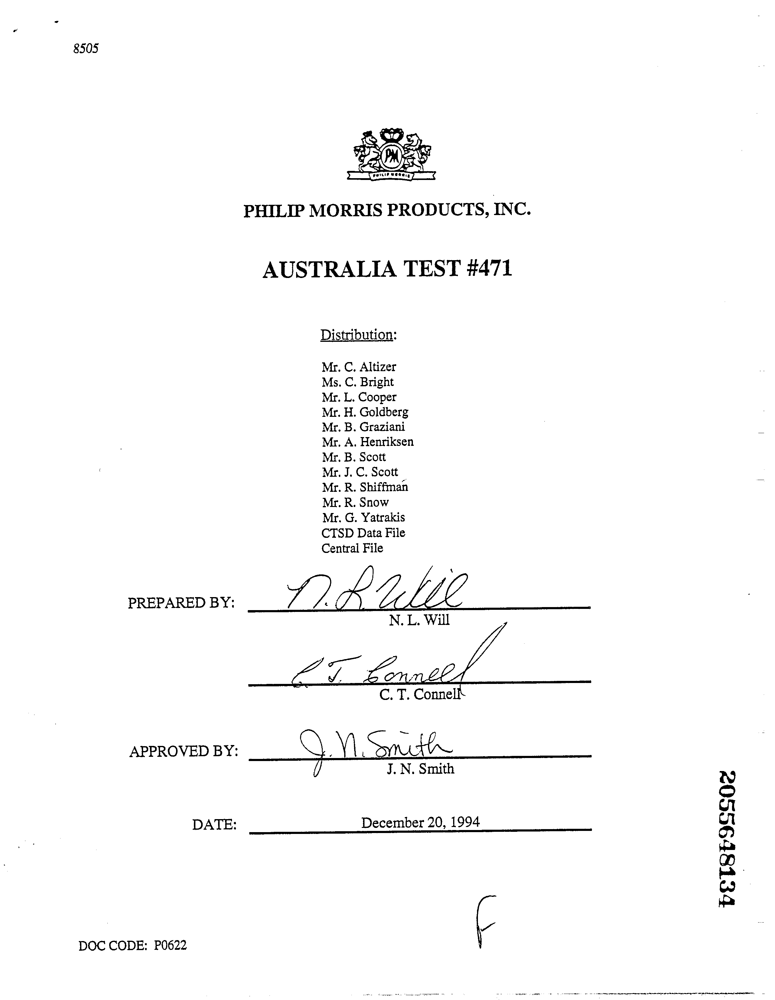 8505
PM
PHILIP MORRIS
PHILIP MORRIS PRODUCTS, INC.
AUSTRALIA TEST #471
Distribution:
Mr. C. Altizer
Ms. C. Bright
Mr. L. Cooper
Mr. H. Goldberg
Mr. B. Graziani
Mr. A. Henriksen
Mr. B. Scott
Mr. J. C. Scott
Mr. R. Shiffman
Mr. R. Snow
Mr. G. Yatrakis
CTSD Data File
Central File
PREPARED BY: N. L. Will
N. L. Will
C. T. Connell
C. T. Connell
APPROVED BY: J. N. Smith
J. N. Smith
DATE: December 20, 1994
F
DOC CODE: P0622
2055648134